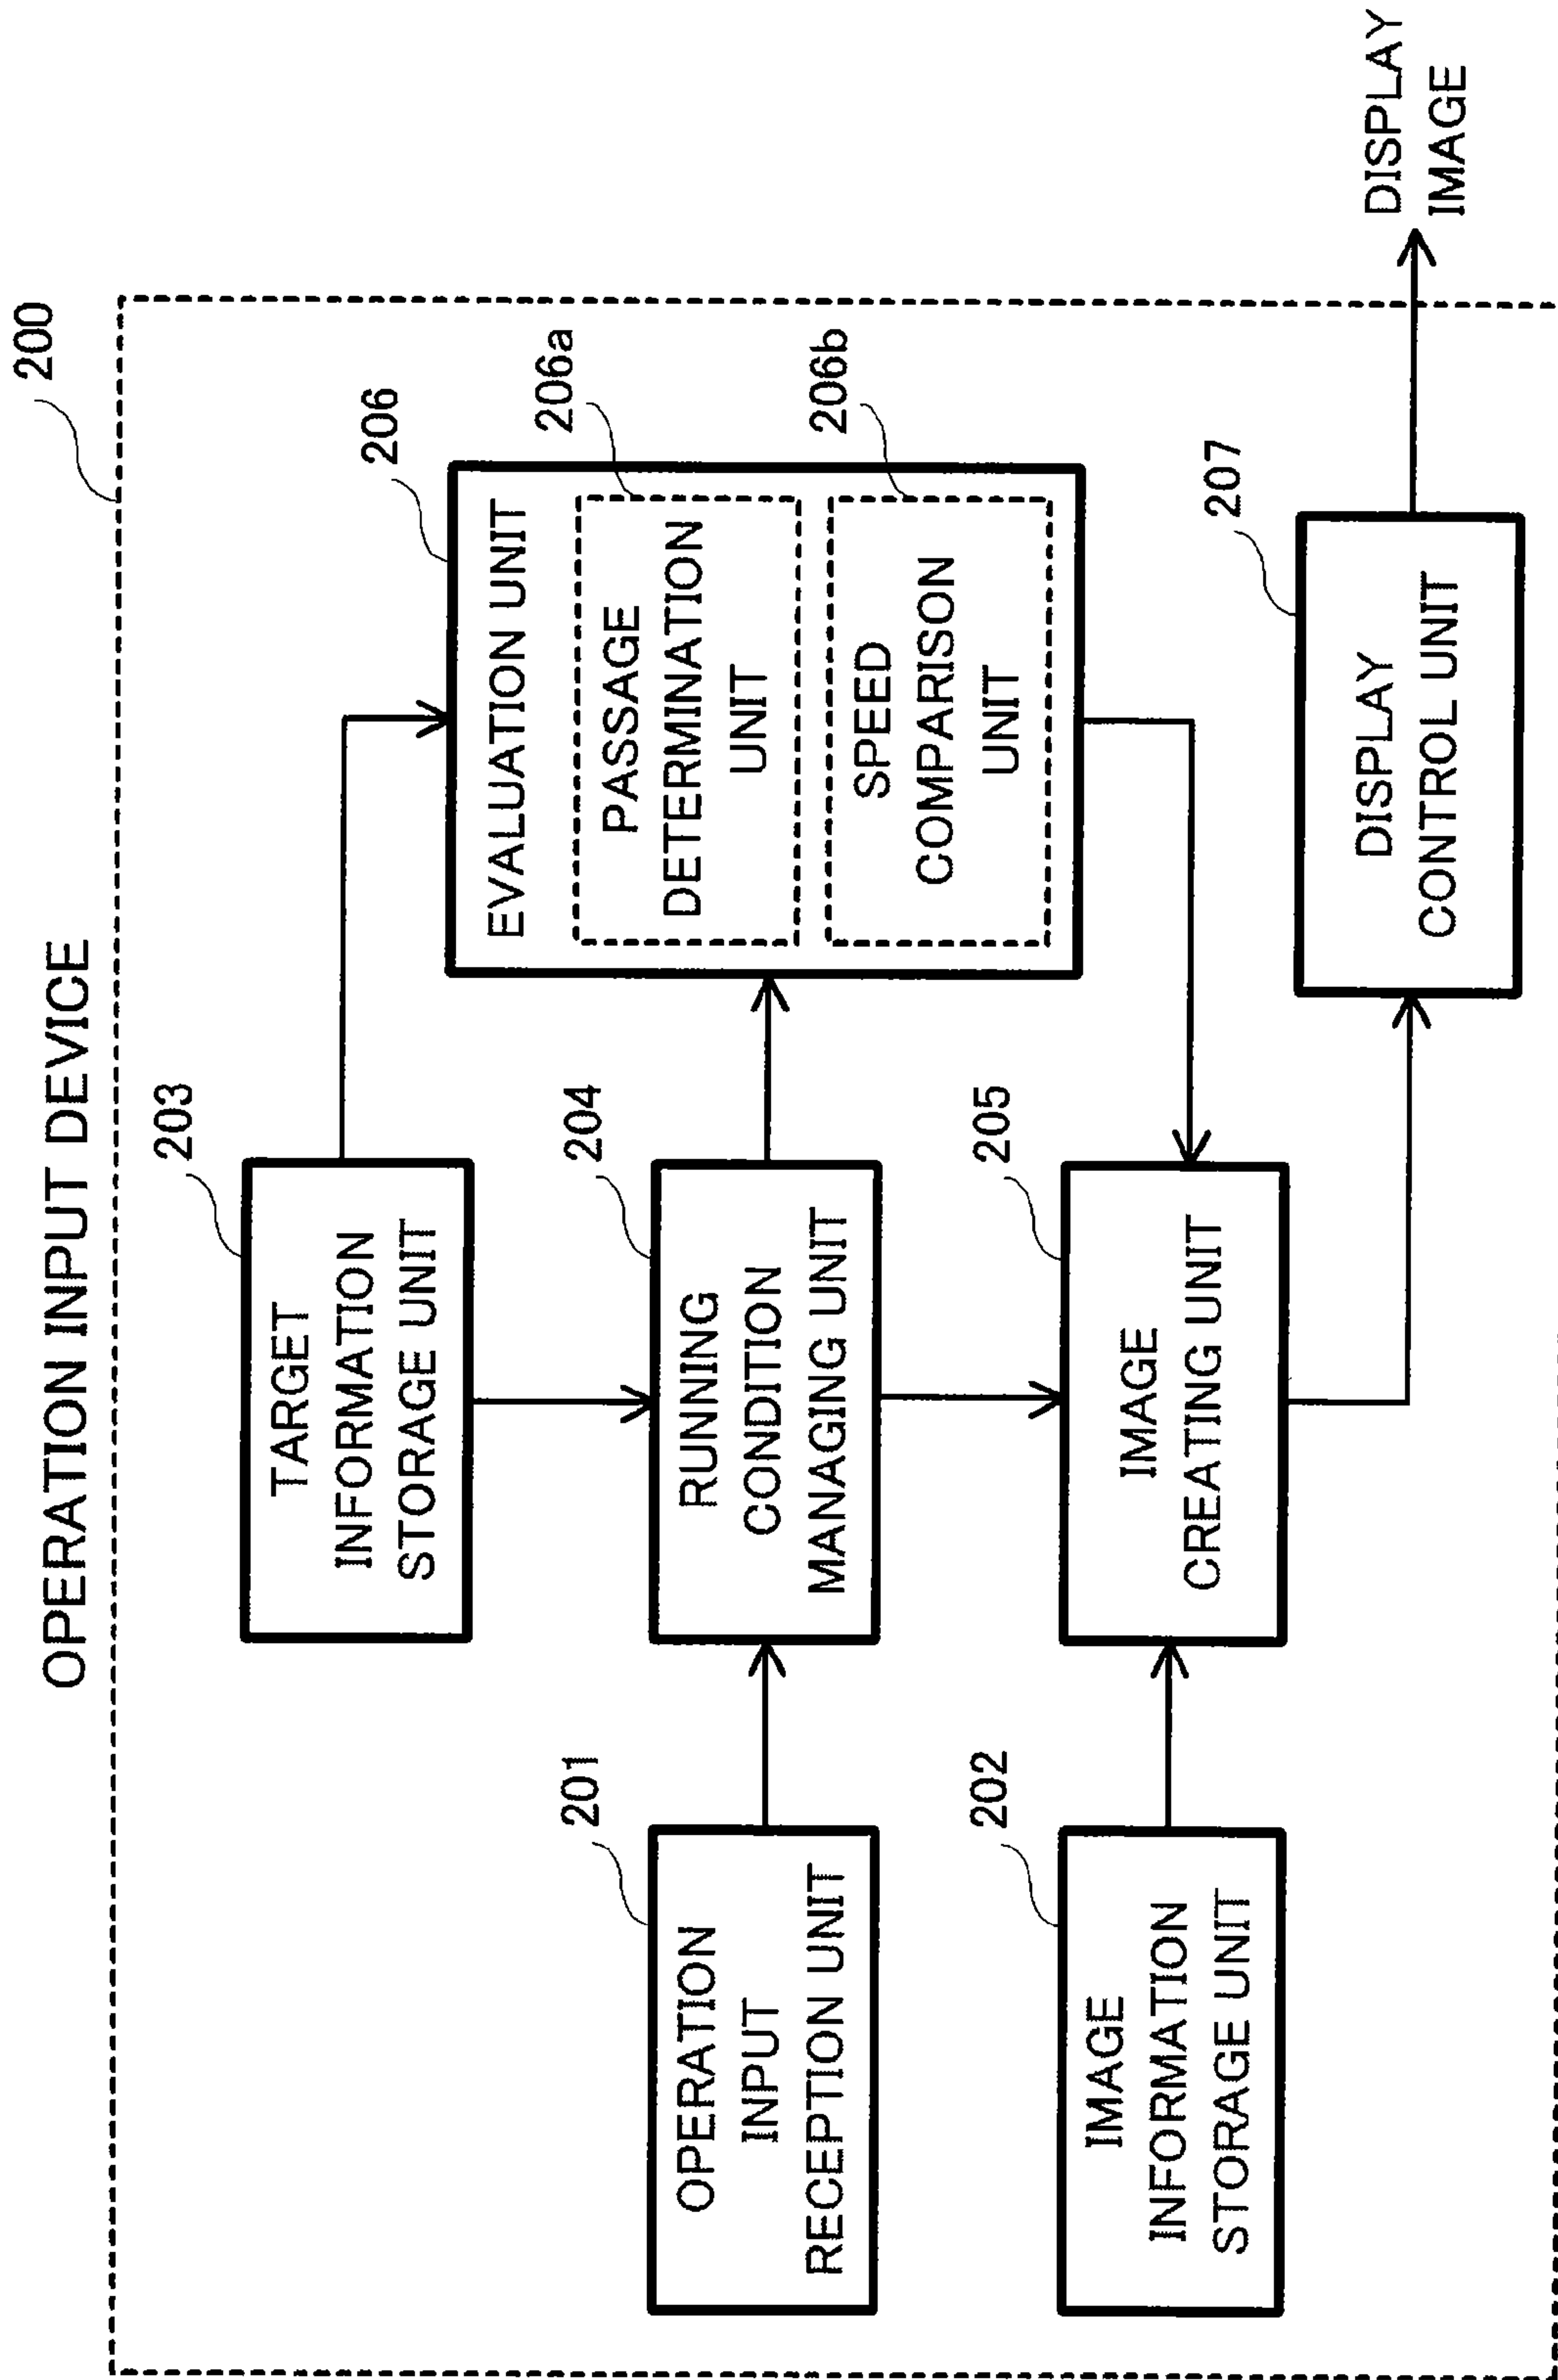 OPERATION INPUT DEVICE
200
203
TARGET
INFORMATION
STORAGE UNIT
206
EVALUATION UNIT
206a
PASSAGE
DETERMINATION
UNIT
206b
SPEED
COMPARISON
UNIT
201
OPERATION
INPUT
RECEPTION UNIT
204
RUNNING
CONDITION
MANAGING UNIT
202
IMAGE
INFORMATION
STORAGE UNIT
205
IMAGE
CREATING UNIT
207
DISPLAY
CONTROL UNIT
DISPLAY
IMAGE